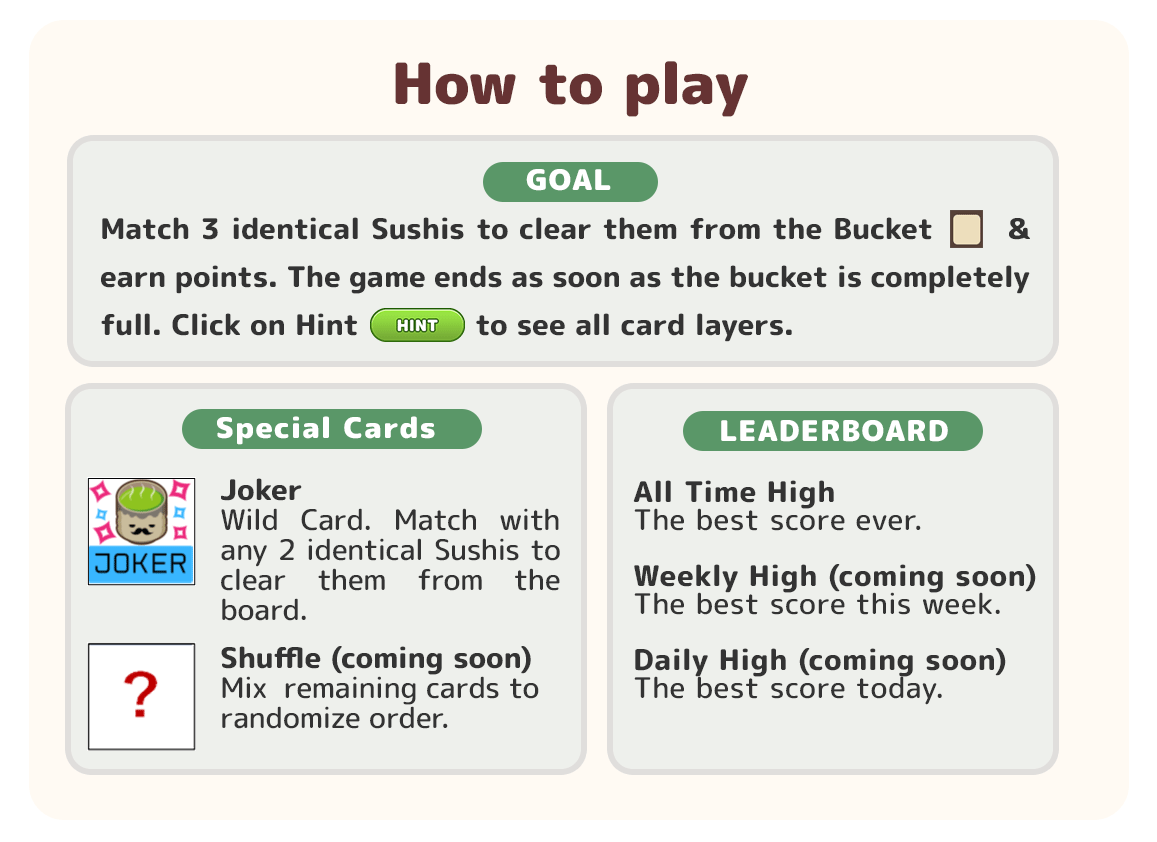 How to play
GOAL
Match 3 identical Sushis to clear them from the Bucket &
earn points. The game ends as soon as the bucket is completely
full. Click on Hint HINT to see all card layers.
Special Cards
JOKER
Joker
Wild Card. Match with
any 2 identical Sushis to
clear them from the
board.
?
Shuffle (coming soon)
Mix remaining cards to
randomize order.
LEADERBOARD
All Time High
The best score ever.
Weekly High (coming soon)
The best score this week.
Daily High (coming soon)
The best score today.